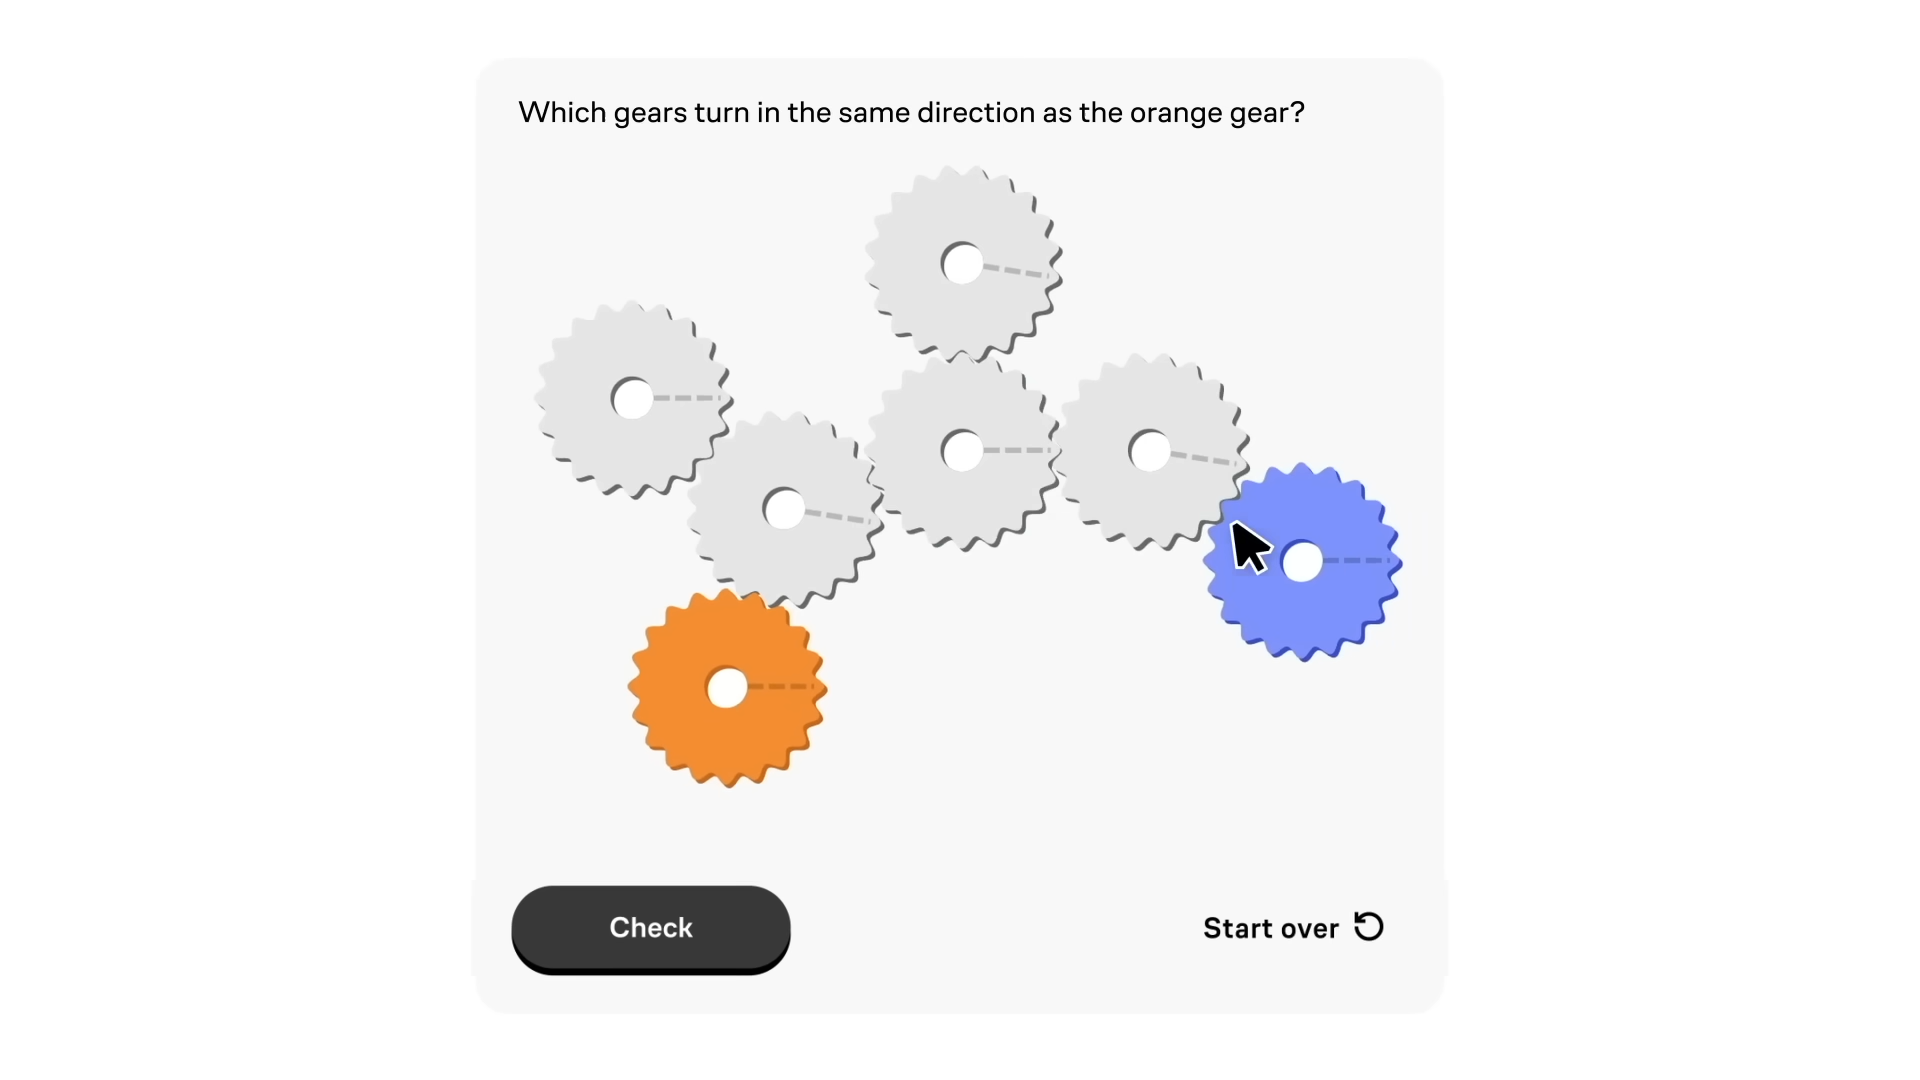 Which gears turn in the same direction as the orange gear?
Check
Start over